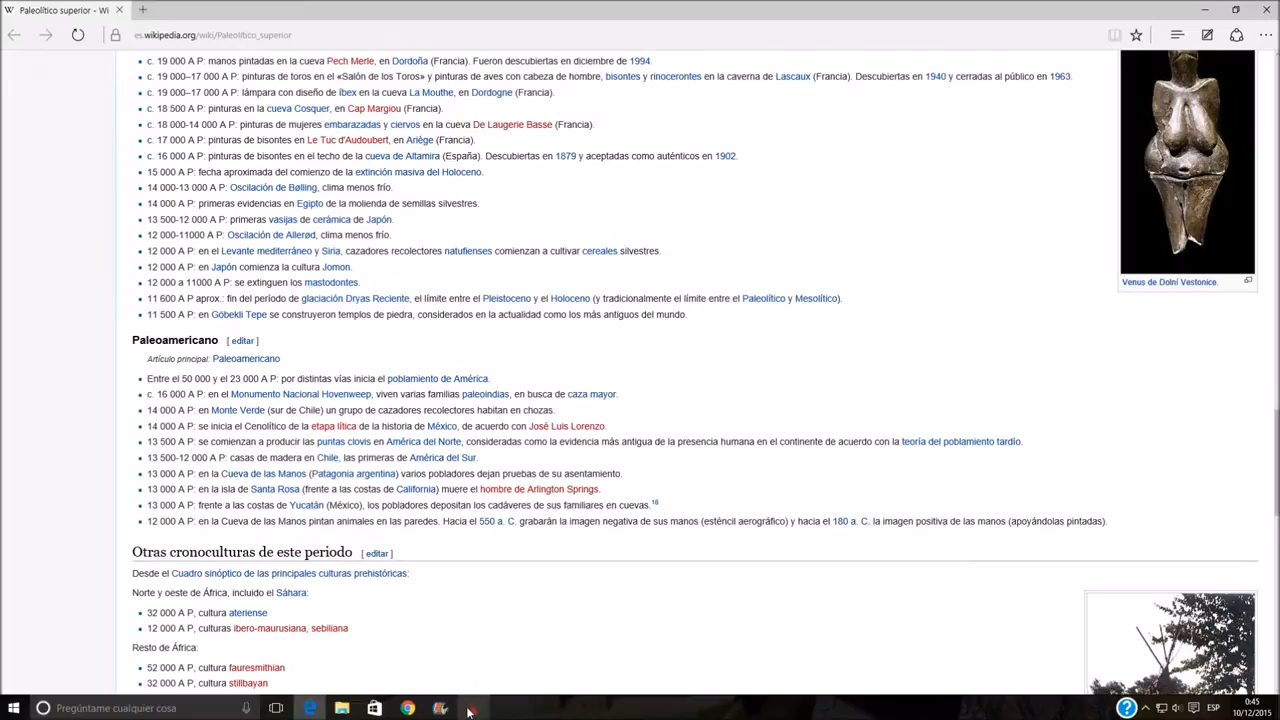 Paleolítico superior - Wi
es.wikipedia.org/wiki/Paleolítico_superior
c. 19 000 A P: manos pintadas en la cueva Pech Merle, en Dordoña (Francia). Fueron descubiertas en diciembre de 1994.
c. 19 000–17 000 A P: pinturas de toros en el «Salón de los Toros» y pinturas de aves con cabeza de hombre, bisontes y rinocerontes en la caverna de Lascaux (Francia). Descubiertas en 1940 y cerradas al público en 1963.
c. 19 000–17 000 A P: lámpara con diseño de íbex en la cueva La Mouthe, en Dordogne (Francia).
c. 18 500 A P: pinturas en la cueva Cosquer, en Cap Margiou (Francia).
c. 18 000-14 000 A P: pinturas de mujeres embarazadas y ciervos en la cueva De Laugerie Basse (Francia).
c. 17 000 A P: pinturas de bisontes en Le Tuc d'Audoubert, en Ariège (Francia).
c. 16 000 A P: pinturas de bisontes en el techo de la cueva de Altamira (España). Descubiertas en 1879 y aceptadas como auténticos en 1902.
15 000 A P: fecha aproximada del comienzo de la extinción masiva del Holoceno.
14 000-13 000 A P: Oscilación de Bølling, clima menos frío.
14 000 A P: primeras evidencias en Egipto de la molienda de semillas silvestres.
13 500-12 000 A P: primeras vasijas de cerámica de Japón.
12 000-11000 A P: Oscilación de Allerød, clima menos frío.
12 000 A P: en el Levante mediterráneo y Siria, cazadores recolectores natufienses comienzan a cultivar cereales silvestres.
12 000 A P: en Japón comienza la cultura Jomon.
12 000 a 11000 A P: se extinguen los mastodontes.
11 600 A P aprox.: fin del período de glaciación Dryas Reciente, el límite entre el Pleistoceno y el Holoceno (y tradicionalmente el límite entre el Paleolítico y Mesolítico).
11 500 A P: en Göbekli Tepe se construyeron templos de piedra, considerados en la actualidad como los más antiguos del mundo.
Venus de Dolní Vestonice.
Paleoamericano [ editar ]
Artículo principal: Paleoamericano
Entre el 50 000 y el 23 000 A P: por distintas vías inicia el poblamiento de América.
c. 16 000 A P: en el Monumento Nacional Hovenweep, viven varias familias paleoindias, en busca de caza mayor.
14 000 A P: en Monte Verde (sur de Chile) un grupo de cazadores recolectores habitan en chozas.
14 000 A P: se inicia el Cenolítico de la etapa lítica de la historia de México, de acuerdo con José Luis Lorenzo.
13 500 A P: se comienzan a producir las puntas clovis en América del Norte, consideradas como la evidencia más antigua de la presencia humana en el continente de acuerdo con la teoría del poblamiento tardío.
13 500-12 000 A P: casas de madera en Chile, las primeras de América del Sur.
13 000 A P: en la Cueva de las Manos (Patagonia argentina) varios pobladores dejan pruebas de su asentamiento.
13 000 A P: en la isla de Santa Rosa (frente a las costas de California) muere el hombre de Arlington Springs.
13 000 A P: frente a las costas de Yucatán (México), los pobladores depositan los cadáveres de sus familiares en cuevas.18
12 000 A P: en la Cueva de las Manos pintan animales en las paredes. Hacia el 550 a. C. grabarán la imagen negativa de sus manos (esténcil aerográfico) y hacia el 180 a. C. la imagen positiva de las manos (apoyándolas pintadas).
Otras cronoculturas de este periodo [ editar ]
Desde el Cuadro sinóptico de las principales culturas prehistóricas:
Norte y oeste de África, incluido el Sáhara:
32 000 A P, cultura ateriense
12 000 A P, culturas ibero-maurusiana, sebiliana
Resto de África:
52 000 A P, cultura fauresmithian
32 000 A P, cultura stillbayan
Pregúntame cualquier cosa
ESP
0:45
10/12/2015